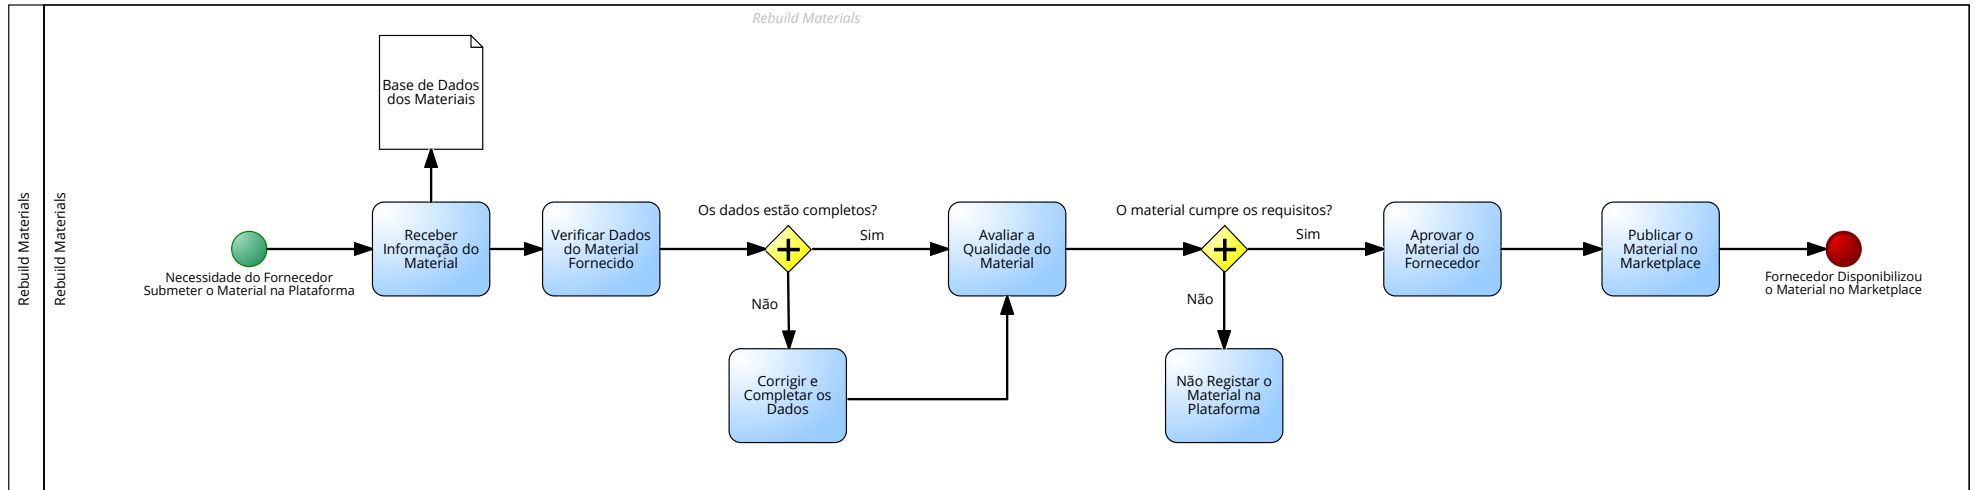 Rebuild Materials
Rebuild Materials
Rebuild Materials
Base de Dados
dos Materiais
Necessidade do Fornecedor
Submeter o Material na Plataforma
Receber
Informação do
Material
Verificar Dados
do Material
Fornecido
Os dados estão completos?
Sim
Não
Corrigir e
Completar os
Dados
Avaliar a
Qualidade do
Material
O material cumpre os requisitos?
Sim
Não
Não Registar o
Material na
Plataforma
Aprovar o
Material do
Fornecedor
Publicar o
Material no
Marketplace
Fornecedor Disponibilizou
o Material no Marketplace